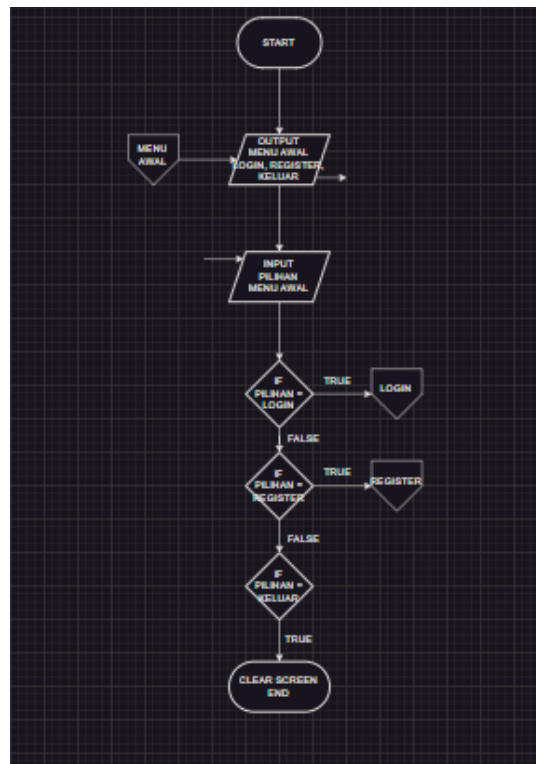 START
MENU
AWAL
OUTPUT
MENU AWAL
LOGIN, REGISTER,
KELUAR
INPUT
PILIHAN
MENU AWAL
IF
PILIHAN =
LOGIN
TRUE
LOGIN
FALSE
IF
PILIHAN =
REGISTER
TRUE
REGISTER
FALSE
IF
PILIHAN =
KELUAR
TRUE
CLEAR SCREEN
END